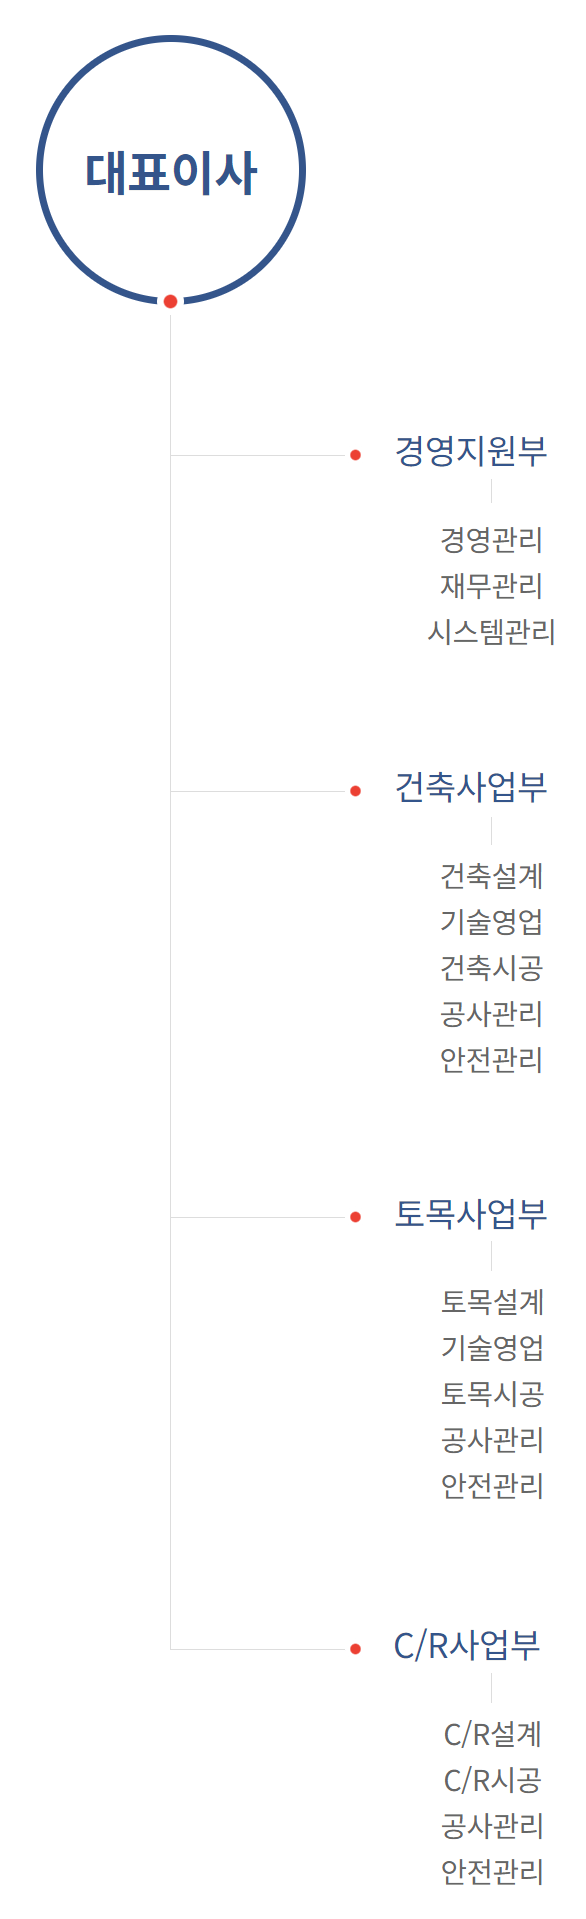 대표이사
경영지원부
경영관리
재무관리
시스템관리
건축사업부
건축설계
기술영업
건축시공
공사관리
안전관리
토목사업부
토목설계
기술영업
토목시공
공사관리
안전관리
C/R사업부
C/R설계
C/R시공
공사관리
안전관리